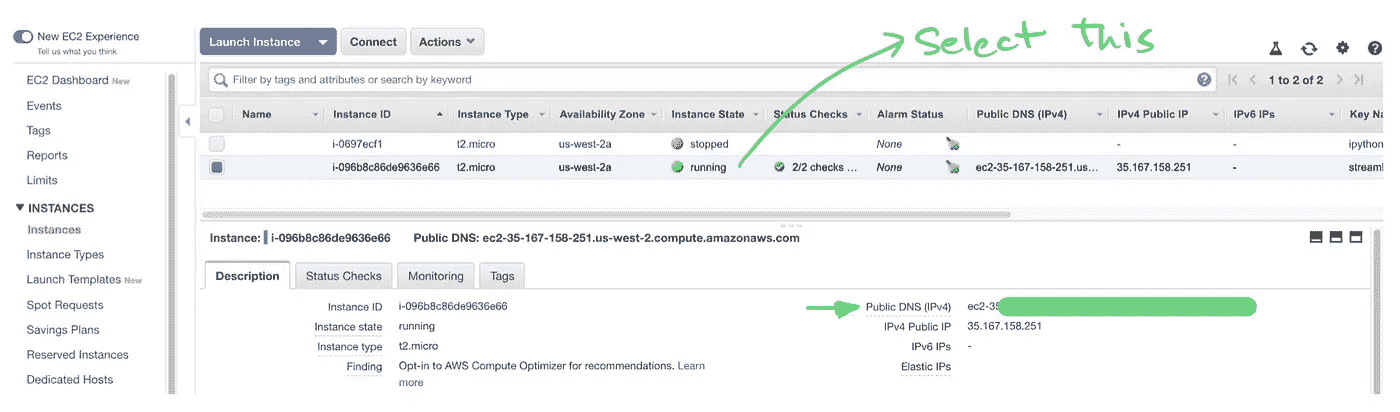 New EC2 Experience
Tell us what you think
EC2 Dashboard New
Events
Tags
Reports
Limits
INSTANCES
Instances
Instance Types
Launch Templates New
Spot Requests
Savings Plans
Reserved Instances
Dedicated Hosts
Launch Instance Connect Actions
Select this
Filter by tags and attributes or search by keyword
1 to 2 of 2
Name Instance ID Instance Type Availability Zone Instance State Status Checks Alarm Status Public DNS (IPv4) IPv4 Public IP IPv6 IPs Key Na
i-0697ecf1 t2.micro us-west-2a stopped None - - ipython
i-096b8c86de9636e66 t2.micro us-west-2a running 2/2 checks ... None ec2-35-167-158-251.us... 35.167.158.251 - streaml
Instance: i-096b8c86de9636e66 Public DNS: ec2-35-167-158-251.us-west-2.compute.amazonaws.com
Description Status Checks Monitoring Tags
Instance ID i-096b8c86de9636e66 Public DNS (IPv4) ec2-35
Instance state running IPv4 Public IP 35.167.158.251
Instance type t2.micro IPv6 IPs -
Finding Opt-in to AWS Compute Optimizer for recommendations. Learn Elastic IPs
more